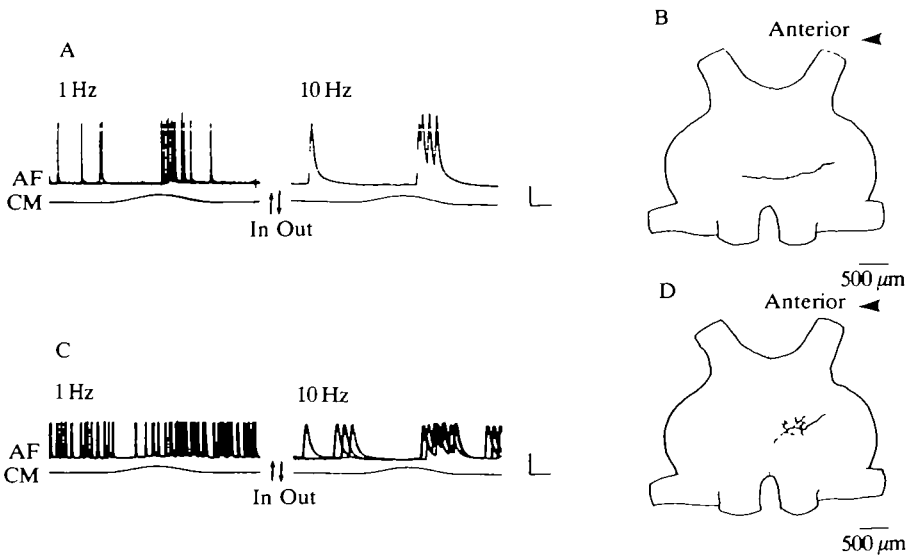 A
1 Hz
10 Hz
AF
CM
In Out
B
Anterior
500 μm
C
1 Hz
10 Hz
AF
CM
In Out
D
Anterior
500 μm